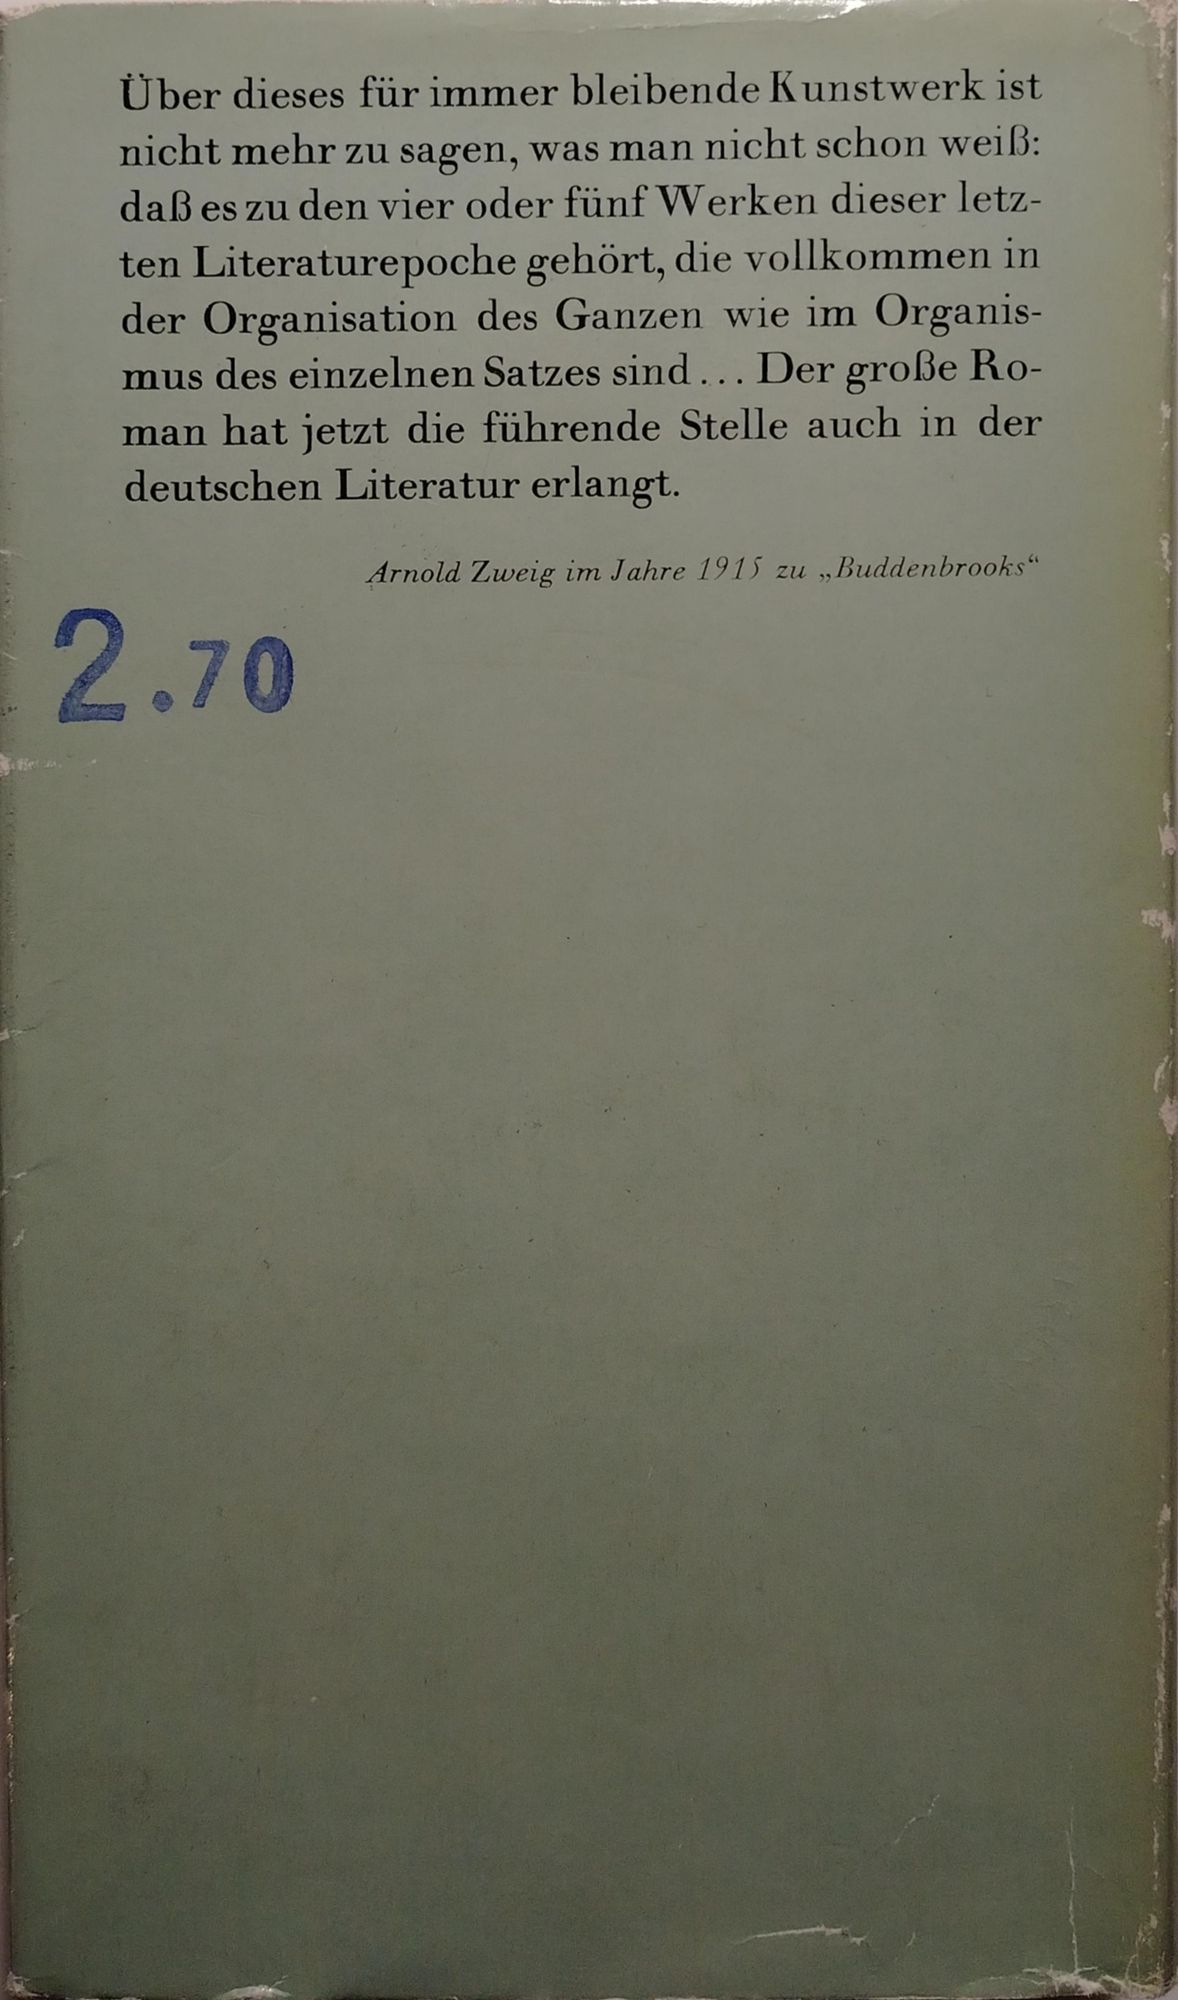 Über dieses für immer bleibende Kunstwerk ist
nicht mehr zu sagen, was man nicht schon weiß:
daß es zu den vier oder fünf Werken dieser letz-
ten Literaturepoche gehört, die vollkommen in
der Organisation des Ganzen wie im Organis-
mus des einzelnen Satzes sind... Der große Ro-
man hat jetzt die führende Stelle auch in der
deutschen Literatur erlangt.
Arnold Zweig im Jahre 1915 zu „Buddenbrooks“
2.70